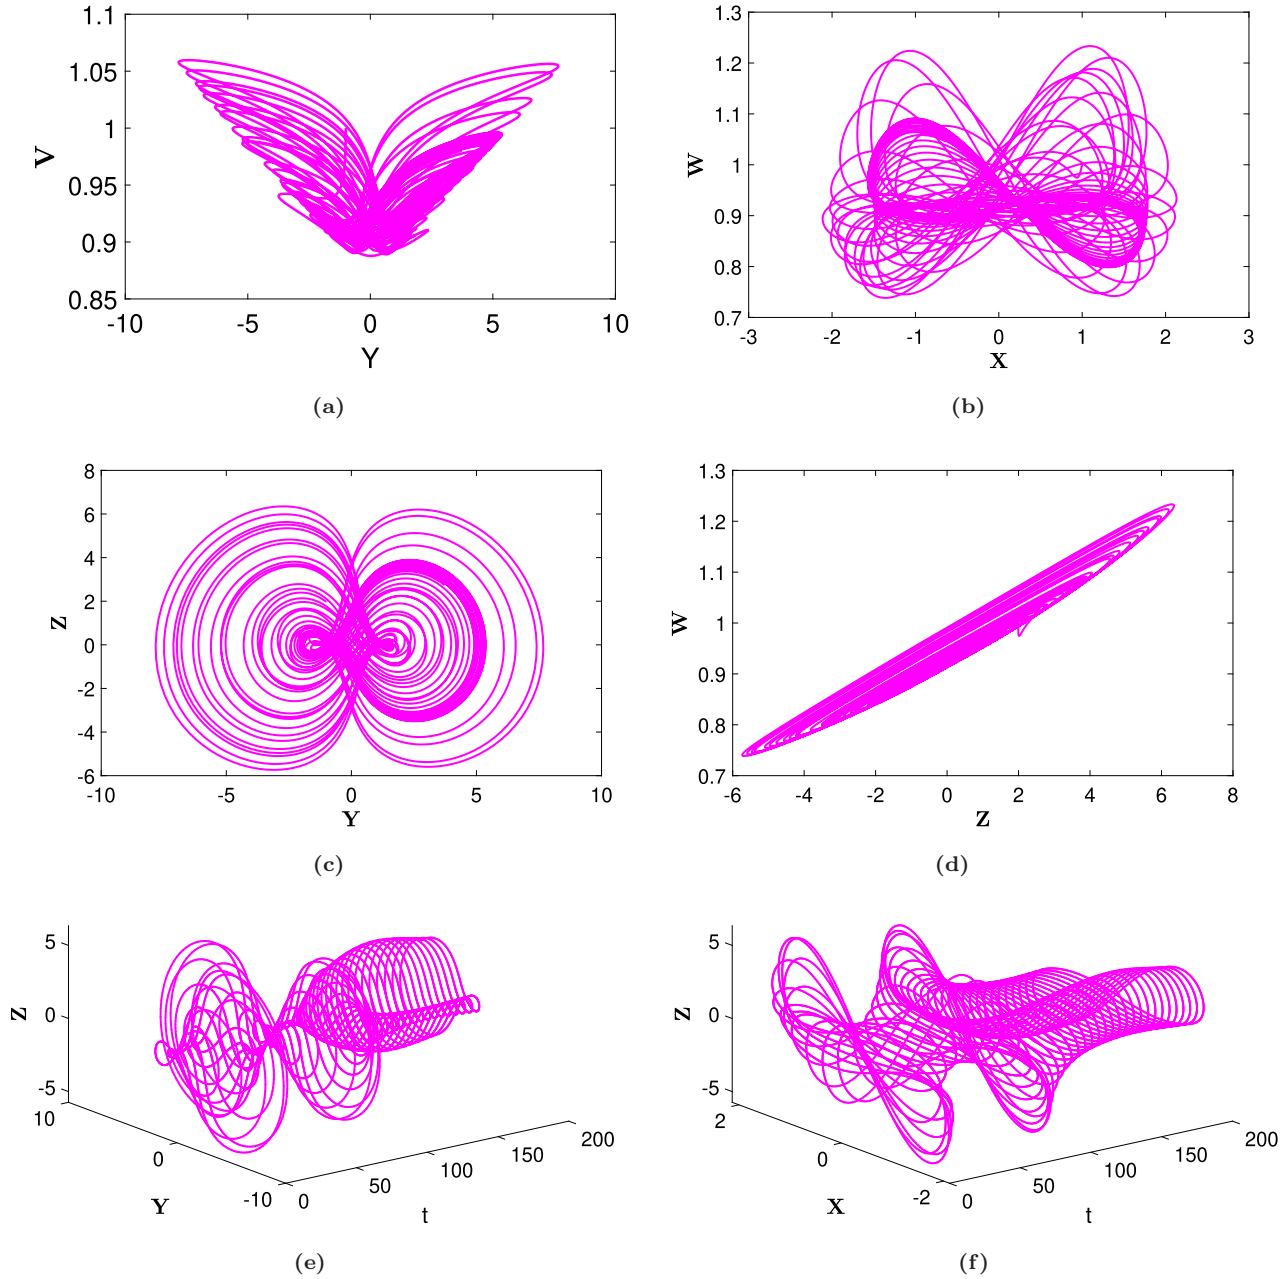 1.1
1.05
1
0.95
0.9
0.85
V
-10 -5 0 5 10
Y
(a)
1.3
1.2
1.1
1
0.9
0.8
0.7
W
-3 -2 -1 0 1 2 3
X
(b)
8
6
4
2
0
-2
-4
-6
Z
-10 -5 0 5 10
Y
(c)
1.3
1.2
1.1
1
0.9
0.8
0.7
W
-6 -4 -2 0 2 4 6 8
Z
(d)
5
0
-5
Z
10
0
-10
Y
0
50
100
150
200
t
(e)
5
0
-5
Z
2
0
-2
X
0
50
100
150
200
t
(f)